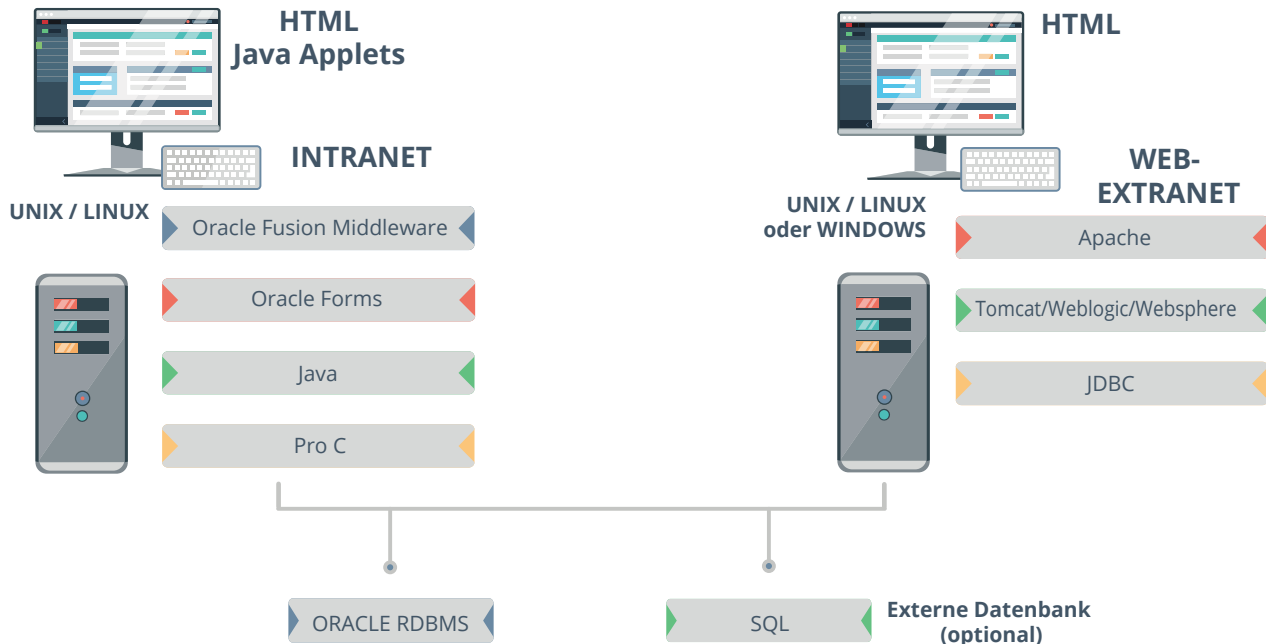 HTML
Java Applets
INTRANET
UNIX / LINUX
Oracle Fusion Middleware
Oracle Forms
Java
Pro C
HTML
WEB-
EXTRANET
UNIX / LINUX
oder WINDOWS
Apache
Tomcat/Weblogic/Websphere
JDBC
ORACLE RDBMS
SQL
Externe Datenbank
(optional)